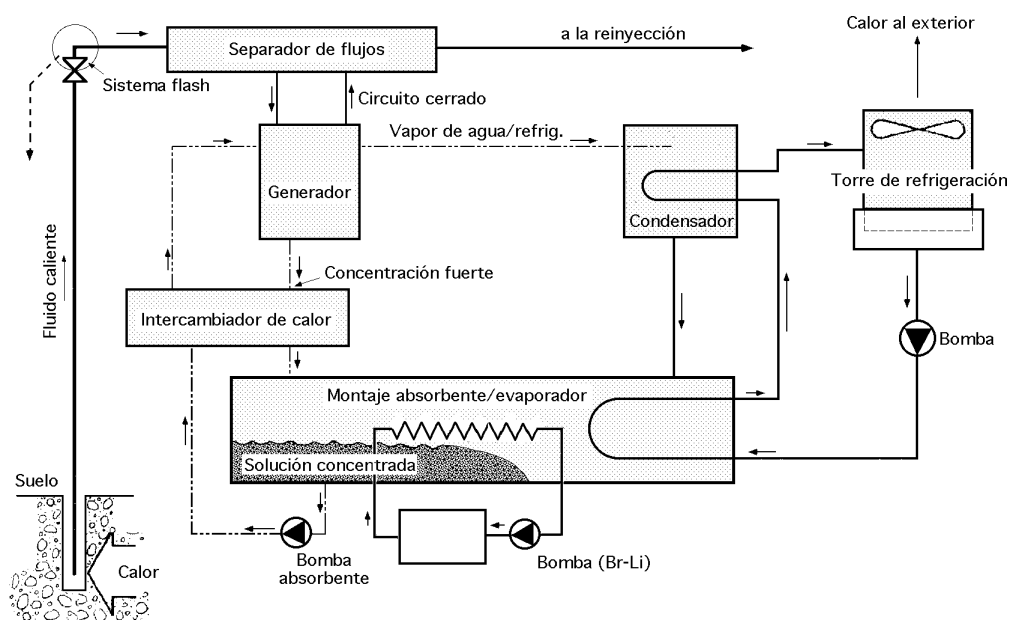 Calor al exterior
a la reinyección
Separador de flujos
Sistema flash
Circuito cerrado
Vapor de agua/refrig.
Torre de refrigeración
Generador
Condensador
Fluido caliente
Concentración fuerte
Intercambiador de calor
Bomba
Montaje absorbente/evaporador
Solución concentrada
Suelo
Calor
Bomba
absorbente
Bomba (Br-Li)